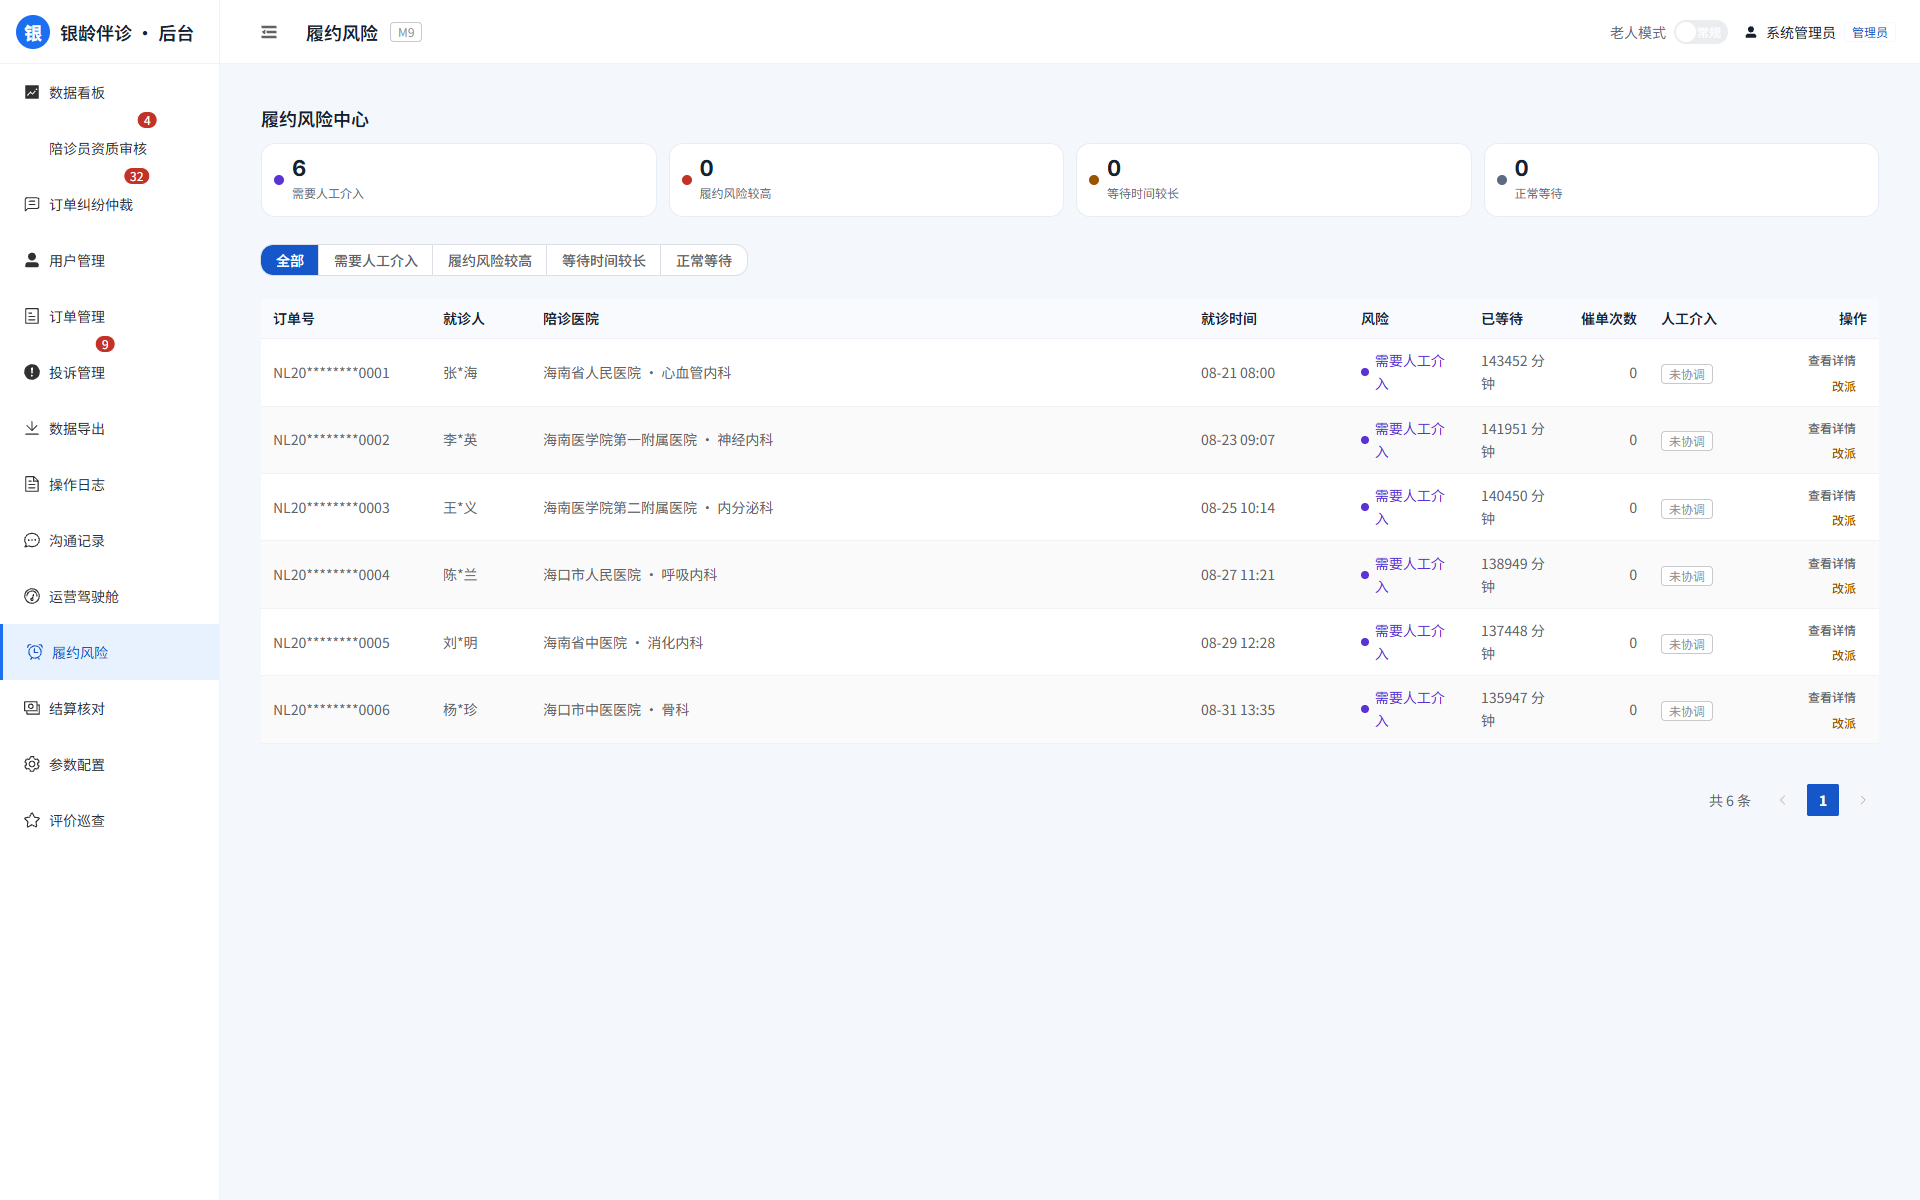 银 银龄伴诊 · 后台
履约风险 M9
老人模式 常规 系统管理员 管理员
数据看板
4
陪诊员资质审核
32
订单纠纷仲裁
用户管理
订单管理
9
投诉管理
数据导出
操作日志
沟通记录
运营驾驶舱
履约风险
结算核对
参数配置
评价巡查
履约风险中心
6
需要人工介入
0
履约风险较高
0
等待时间较长
0
正常等待
全部 需要人工介入 履约风险较高 等待时间较长 正常等待
订单号 就诊人 陪诊医院 就诊时间 风险 已等待 催单次数 人工介入 操作
NL20********0001 张*海 海南省人民医院 · 心血管内科 08-21 08:00 需要人工介入 143452 分钟 0 未协调 查看详情 改派
NL20********0002 李*英 海南医学院第一附属医院 · 神经内科 08-23 09:07 需要人工介入 141951 分钟 0 未协调 查看详情 改派
NL20********0003 王*义 海南医学院第二附属医院 · 内分泌科 08-25 10:14 需要人工介入 140450 分钟 0 未协调 查看详情 改派
NL20********0004 陈*兰 海口市人民医院 · 呼吸内科 08-27 11:21 需要人工介入 138949 分钟 0 未协调 查看详情 改派
NL20********0005 刘*明 海南省中医院 · 消化内科 08-29 12:28 需要人工介入 137448 分钟 0 未协调 查看详情 改派
NL20********0006 杨*珍 海口市中医医院 · 骨科 08-31 13:35 需要人工介入 135947 分钟 0 未协调 查看详情 改派
共 6 条 1